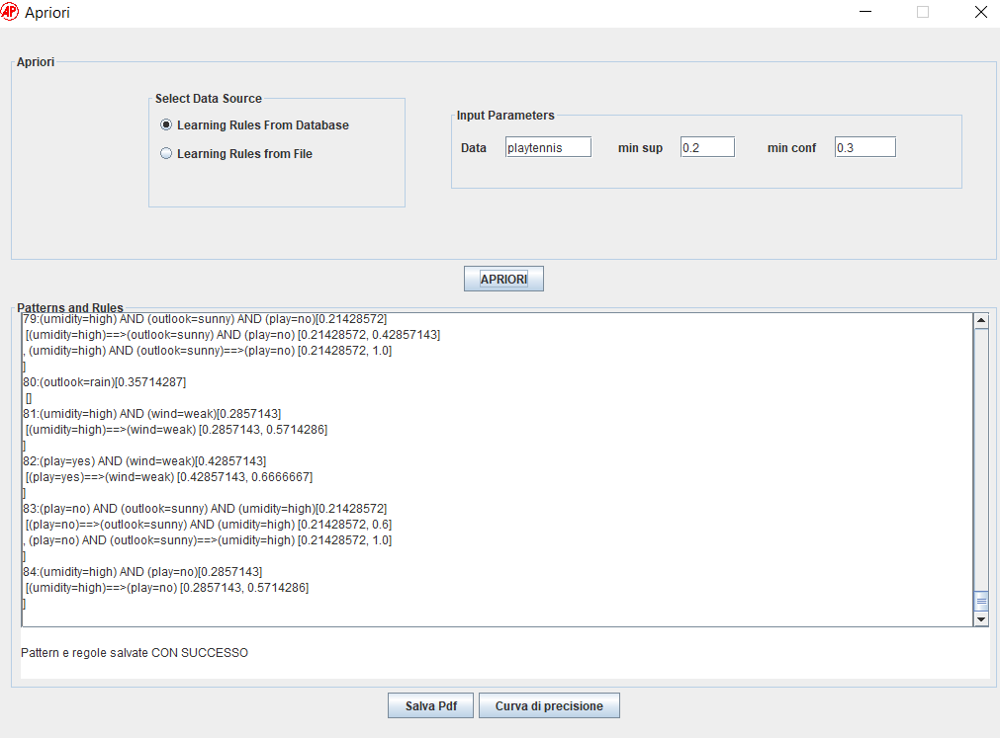 AP Apriori
Apriori
Select Data Source
Learning Rules From Database
Learning Rules from File
Input Parameters
Data playtennis min sup 0.2 min conf 0.3
APRIORI
Patterns and Rules
79:(umidity=high) AND (outlook=sunny) AND (play=no)[0.21428572]
[(umidity=high)==>(outlook=sunny) AND (play=no) [0.21428572, 0.42857143]
, (umidity=high) AND (outlook=sunny)==>(play=no) [0.21428572, 1.0]
]
80:(outlook=rain)[0.35714287]
[]
81:(umidity=high) AND (wind=weak)[0.2857143]
[(umidity=high)==>(wind=weak) [0.2857143, 0.5714286]
]
82:(play=yes) AND (wind=weak)[0.42857143]
[(play=yes)==>(wind=weak) [0.42857143, 0.6666667]
]
83:(play=no) AND (outlook=sunny) AND (umidity=high)[0.21428572]
[(play=no)==>(outlook=sunny) AND (umidity=high) [0.21428572, 0.6]
, (play=no) AND (outlook=sunny)==>(umidity=high) [0.21428572, 1.0]
]
84:(umidity=high) AND (play=no)[0.2857143]
[(umidity=high)==>(play=no) [0.2857143, 0.5714286]
]
Pattern e regole salvate CON SUCCESSO
Salva Pdf Curva di precisione